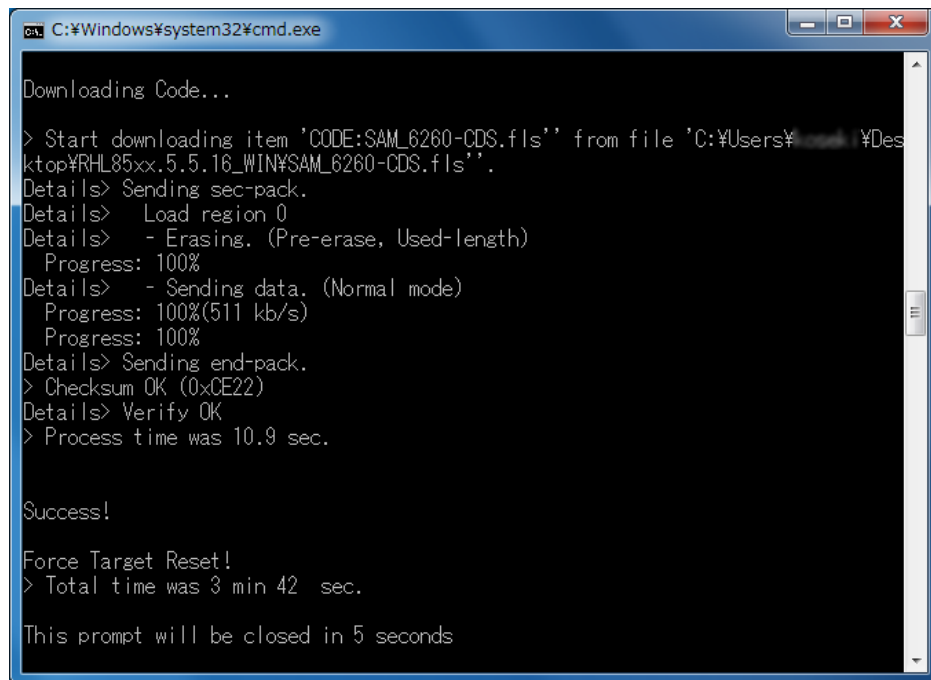 C:¥Windows¥system32¥cmd.exe
Downloading Code...
> Start downloading item 'CODE:SAM_6260-CDS.fls'' from file 'C:¥Users¥ ¥Des
ktop¥RHL85xx.5.5.16_WIN¥SAM_6260-CDS.fls''.
Details> Sending sec-pack.
Details>   Load region 0
Details>   - Erasing. (Pre-erase, Used-length)
  Progress: 100%
Details>   - Sending data. (Normal mode)
  Progress: 100%(511 kb/s)
  Progress: 100%
Details> Sending end-pack.
> Checksum OK (0xCE22)
Details> Verify OK
> Process time was 10.9 sec.
Success!
Force Target Reset!
> Total time was 3 min 42  sec.
This prompt will be closed in 5 seconds